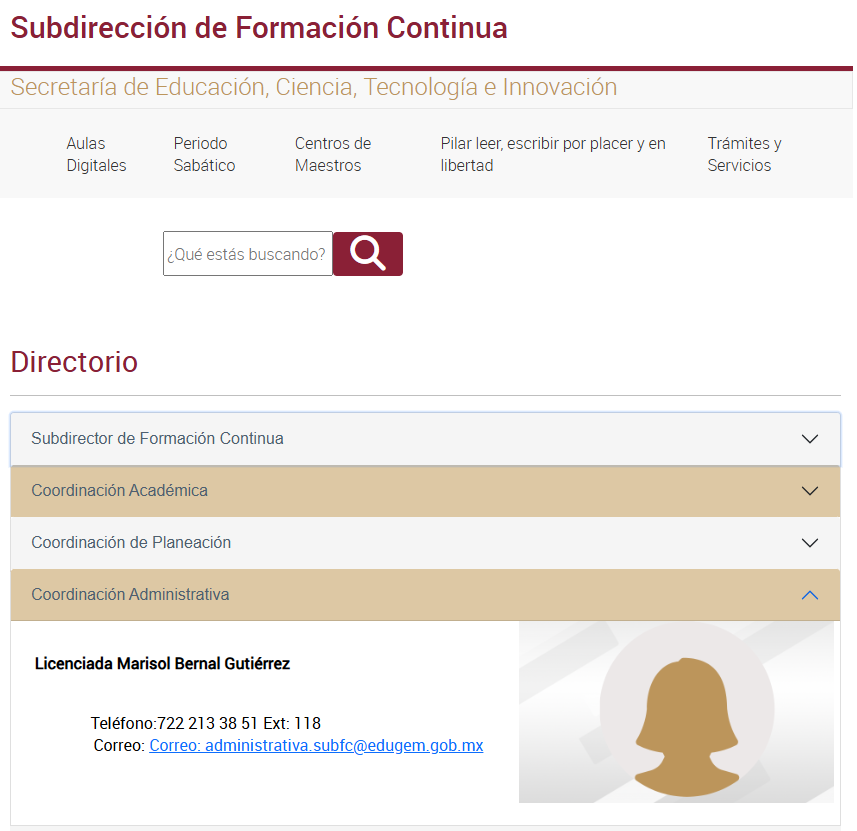 Subdirección de Formación Continua
Secretaría de Educación, Ciencia, Tecnología e Innovación
Aulas
Digitales
Periodo
Sabático
Centros de
Maestros
Pilar leer, escribir por placer y en
libertad
Trámites y
Servicios
¿Qué estás buscando?
Directorio
Subdirector de Formación Continua
Coordinación Académica
Coordinación de Planeación
Coordinación Administrativa
Licenciada Marisol Bernal Gutiérrez
Teléfono:722 213 38 51 Ext: 118
Correo: Correo: administrativa.subfc@edugem.gob.mx